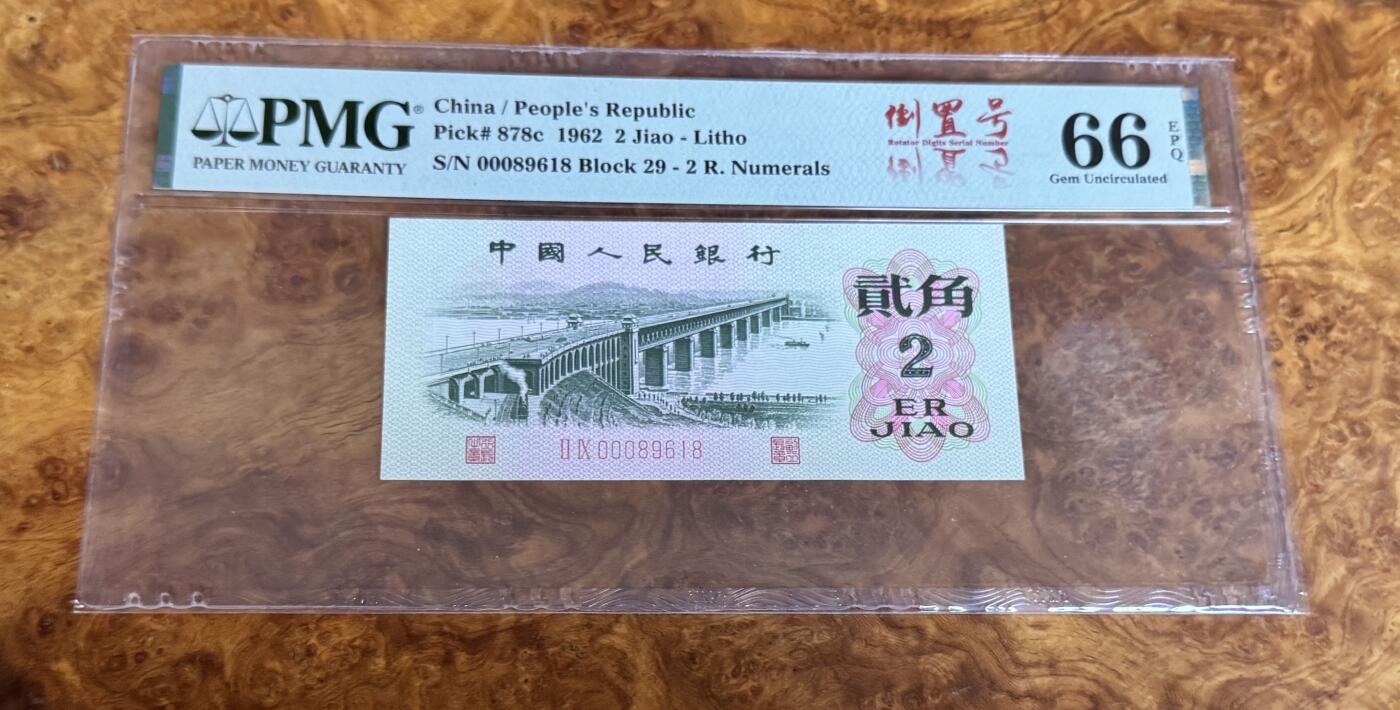 PMG®
PAPER MONEY GUARANTY
China / People's Republic
Pick# 878c 1962 2 Jiao - Litho
S/N 00089618 Block 29 - 2 R. Numerals
倒置号
Rotator Digits Serial Number
66
EPQ
Gem Uncirculated
中國人民銀行
貳角
2
ER
JIAO
II IX 00089618